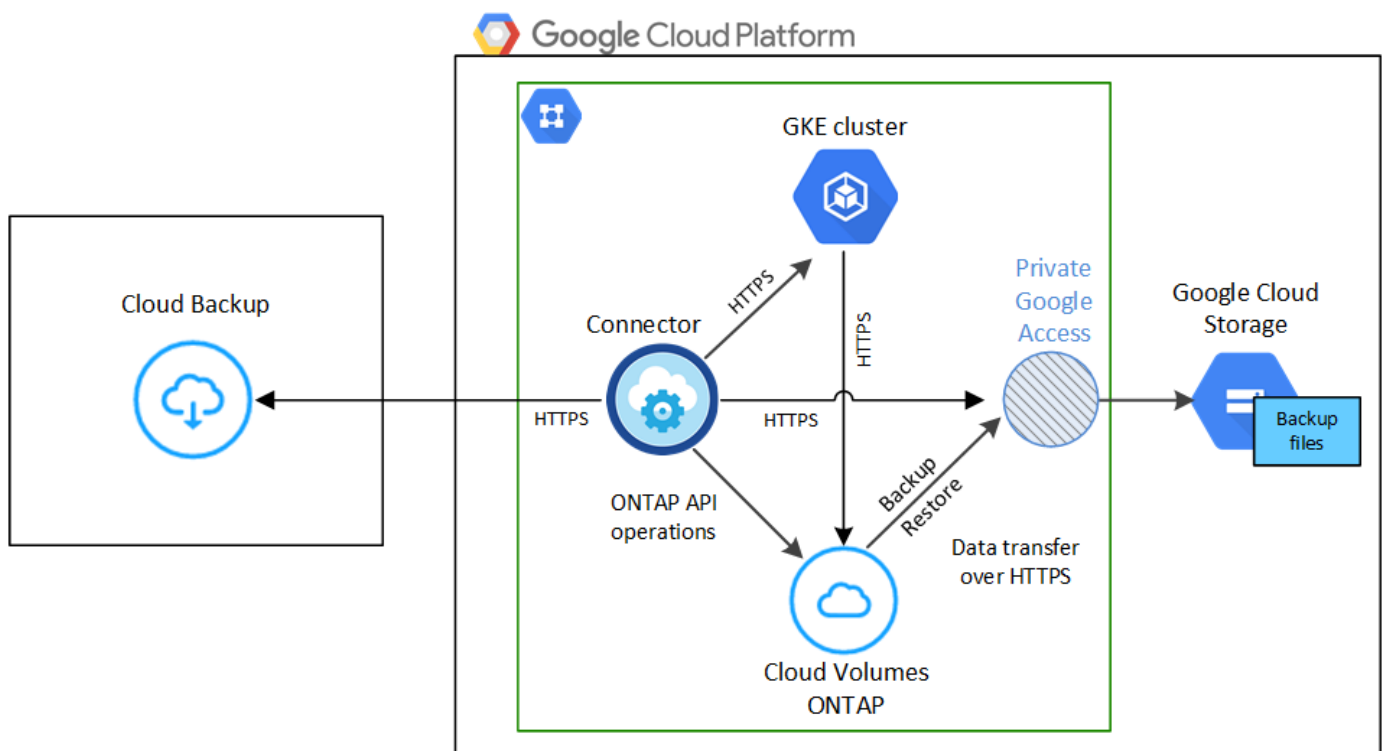 Google Cloud Platform
GKE cluster
Private
Google
Access
Google Cloud
Storage
Cloud Backup
Connector
HTTPS
HTTPS
HTTPS
HTTPS
Backup
files
ONTAP API
operations
Backup
Restore
Data transfer
over HTTPS
Cloud Volumes
ONTAP